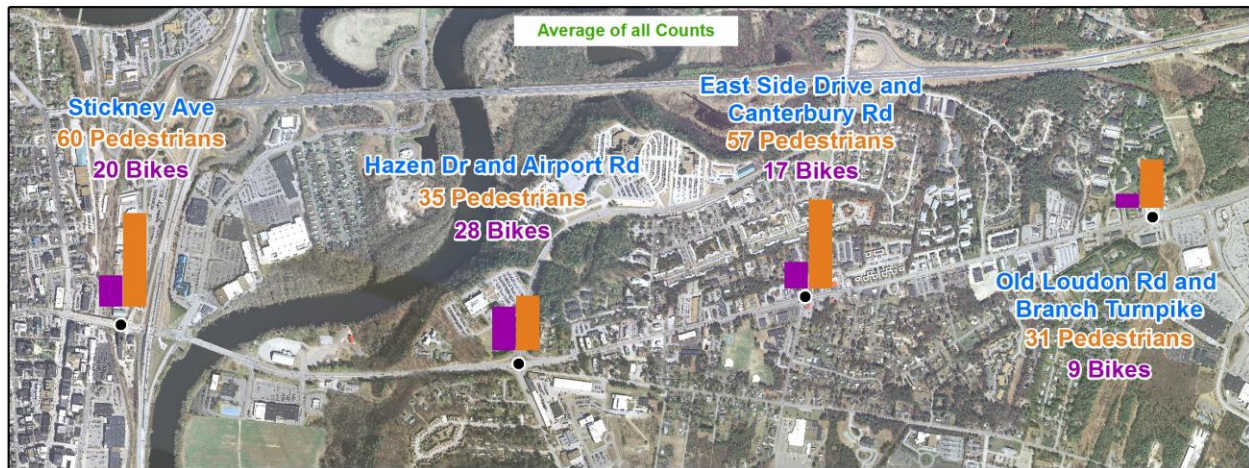 Average of all Counts
Stickney Ave
60 Pedestrians
20 Bikes
Hazen Dr and Airport Rd
35 Pedestrians
28 Bikes
East Side Drive and
Canterbury Rd
57 Pedestrians
17 Bikes
Old Loudon Rd and
Branch Turnpike
31 Pedestrians
9 Bikes